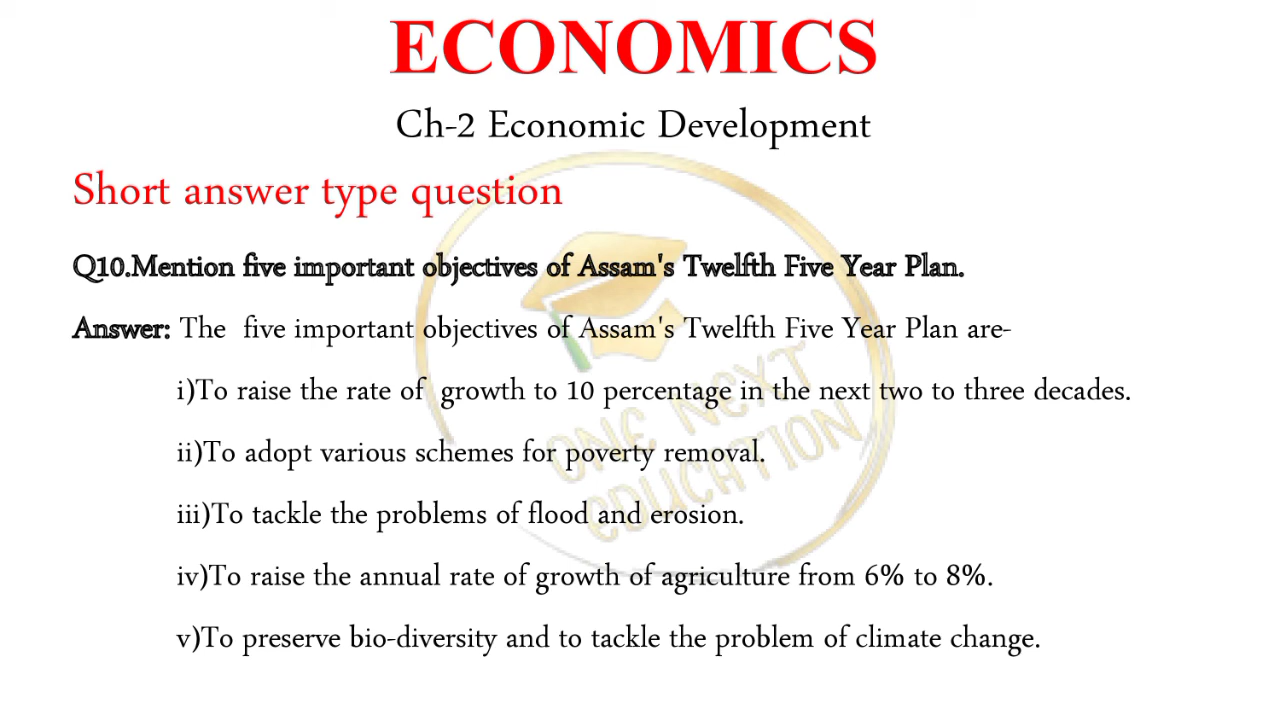 ECONOMICS
Ch-2 Economic Development
Short answer type question
Q10.Mention five important objectives of Assam's Twelfth Five Year Plan.
Answer: The  five important objectives of Assam's Twelfth Five Year Plan are-
i)To raise the rate of  growth to 10 percentage in the next two to three decades.
ii)To adopt various schemes for poverty removal.
iii)To tackle the problems of flood and erosion.
iv)To raise the annual rate of growth of agriculture from 6% to 8%.
v)To preserve bio-diversity and to tackle the problem of climate change.
ONE NEXT
EDUCATION